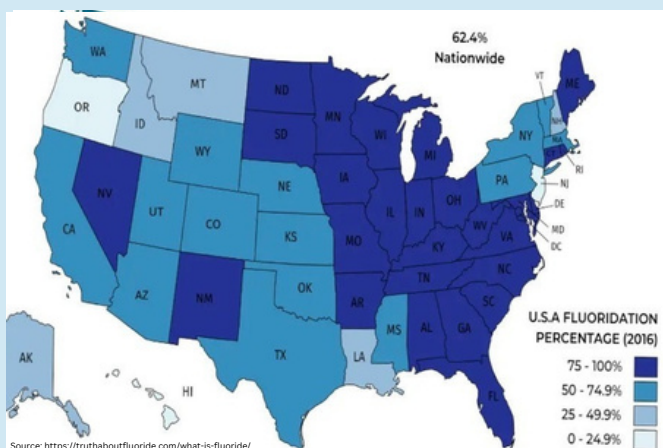 62.4%
Nationwide
WA
OR
MT
ID
ND
SD
MN
WI
MI
ME
VT
NH
MA
NY
CT
RI
PA
NJ
DE
MD
DC
WY
NE
IA
NV
UT
CO
CA
KS
MO
IL
IN
OH
WV
VA
KY
NC
TN
AZ
NM
OK
AR
SC
TX
MS
AL
GA
LA
FL
AK
HI
U.S.A FLUORIDATION
PERCENTAGE (2016)
75 - 100%
50 - 74.9%
25 - 49.9%
0 - 24.9%
Source: https://truthaboutfluoride.com/what-is-fluoride/